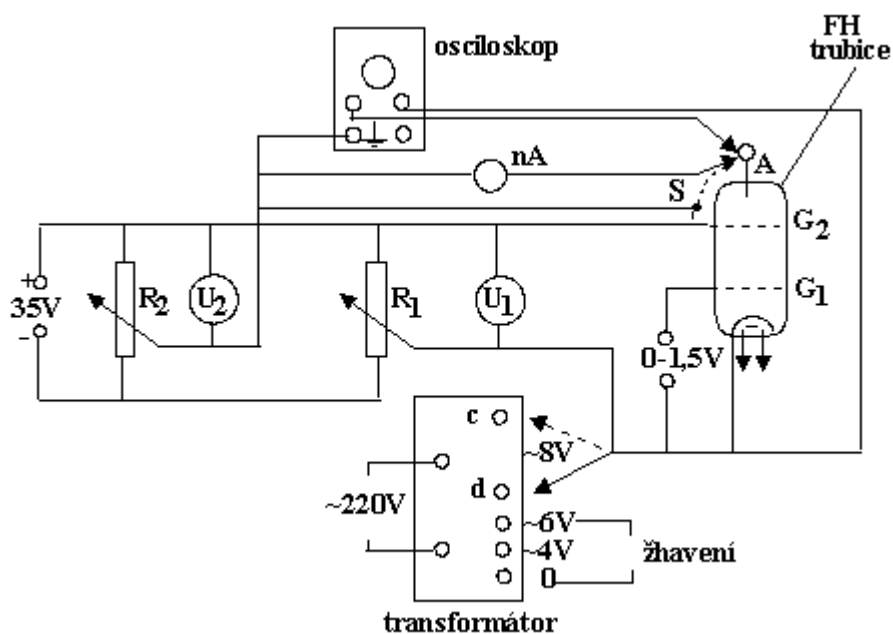 FH
trubice
osciloskop
nA
A
S
G2
+
35V
-
R2
U2
R1
U1
G1
0-1,5V
c
~8V
d
~220V
~6V
~4V
žhavení
0
transformátor